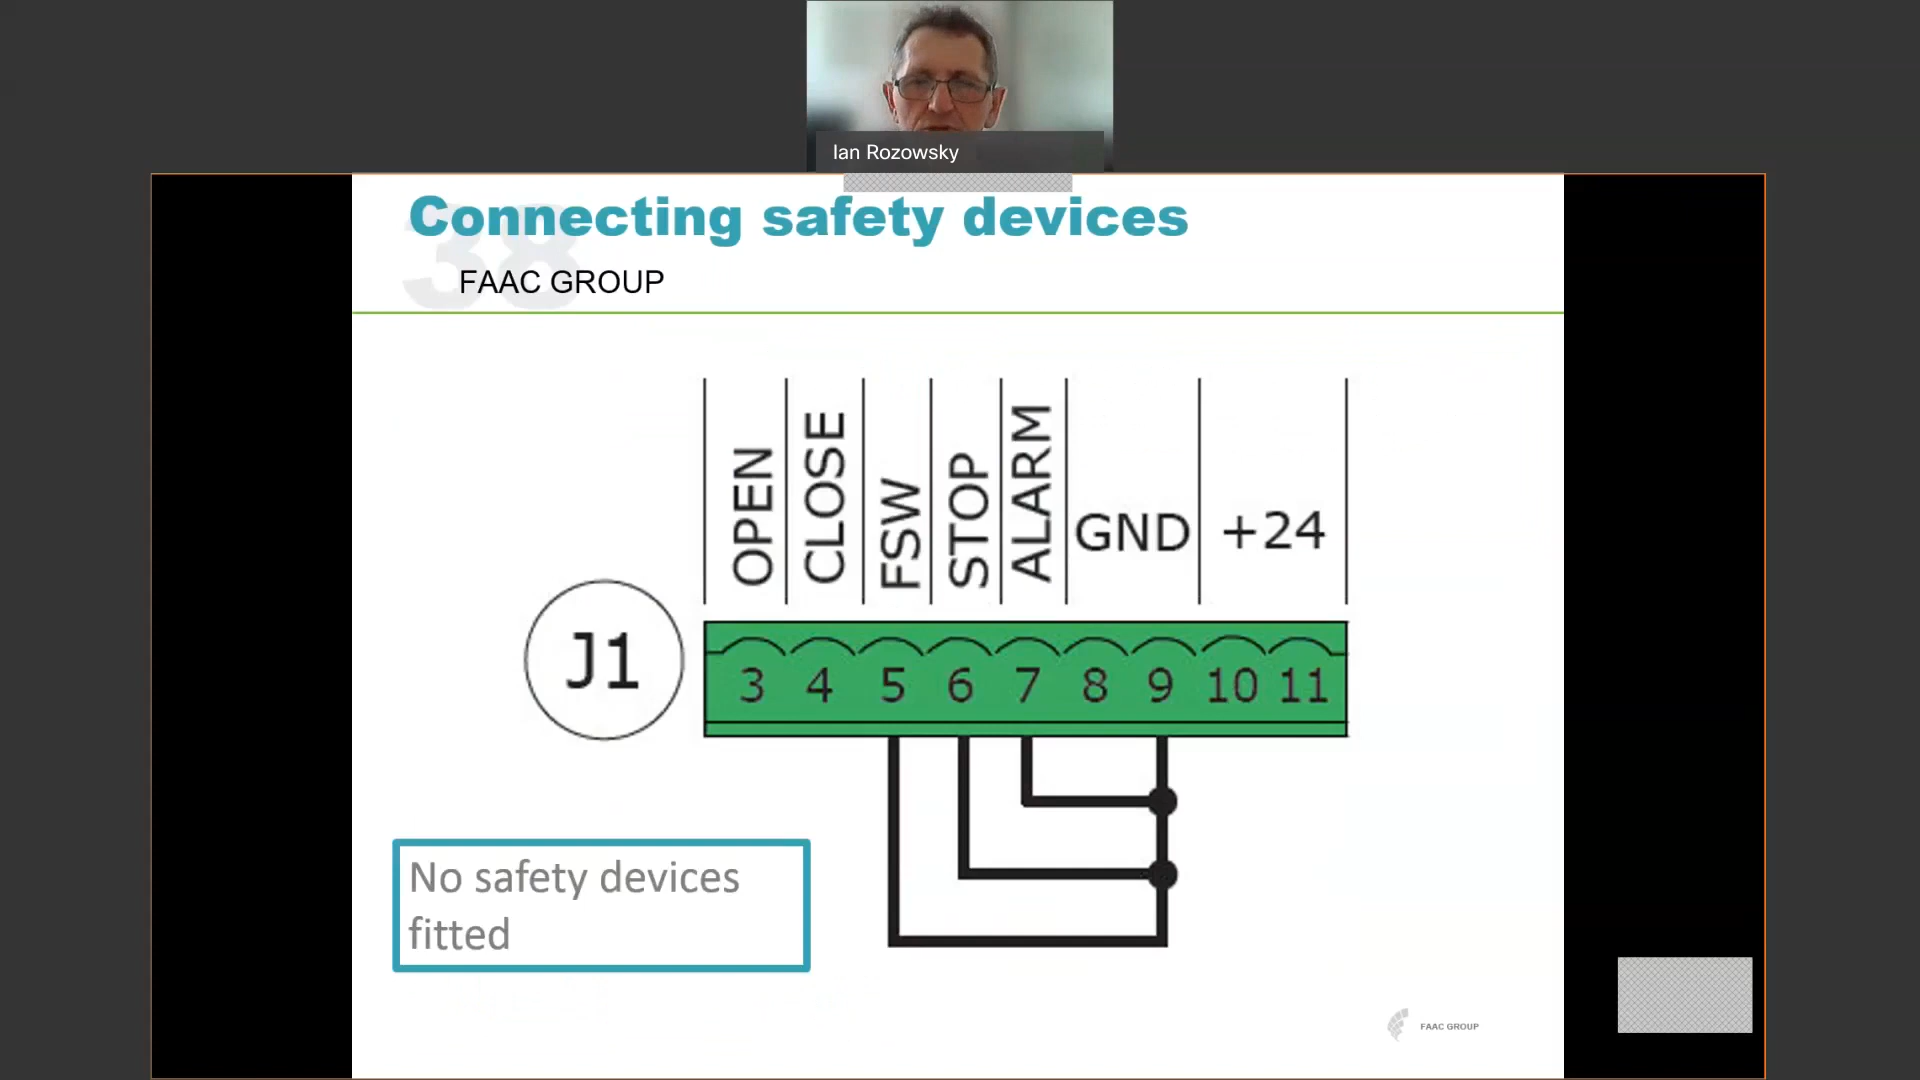 Ian Rozowsky
38
Connecting safety devices
FAAC GROUP
OPEN
CLOSE
FSW
STOP
ALARM
GND
+24
J1
3 4 5 6 7 8 9 10 11
No safety devices
fitted
FAAC GROUP